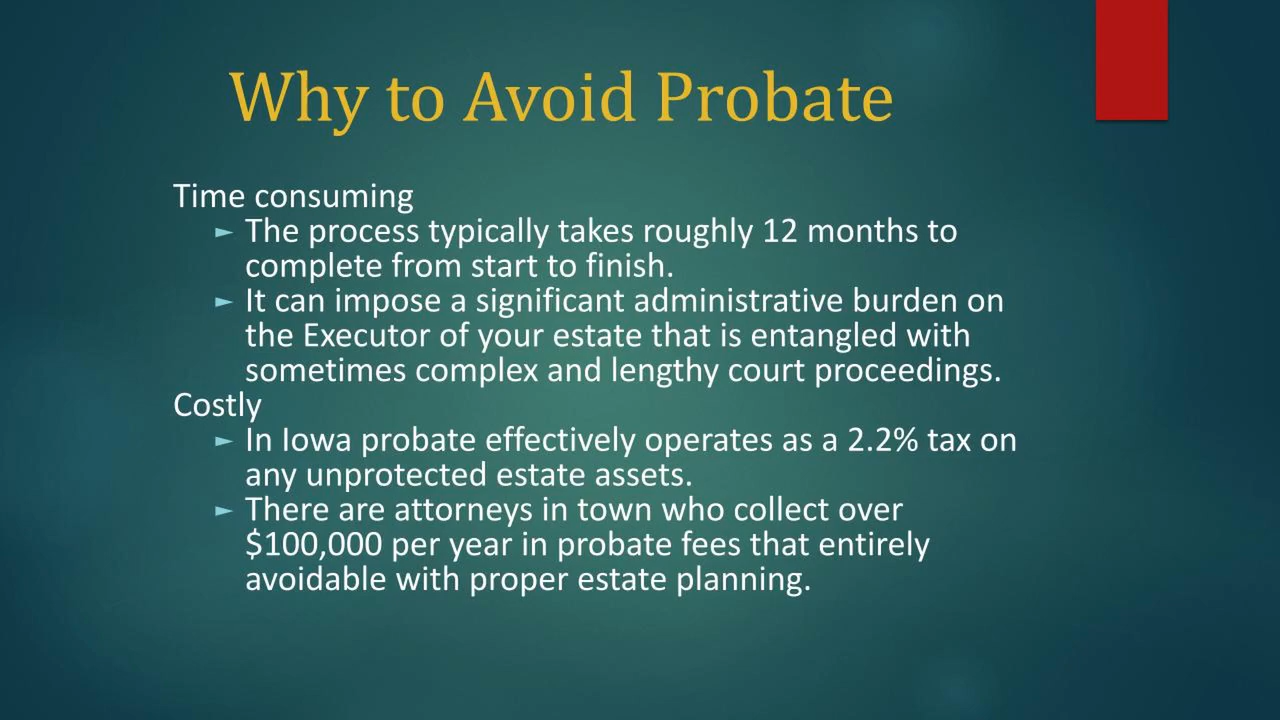 Why to Avoid Probate
Time consuming
► The process typically takes roughly 12 months to
complete from start to finish.
► It can impose a significant administrative burden on
the Executor of your estate that is entangled with
sometimes complex and lengthy court proceedings.
Costly
► In Iowa probate effectively operates as a 2.2% tax on
any unprotected estate assets.
► There are attorneys in town who collect over
$100,000 per year in probate fees that entirely
avoidable with proper estate planning.